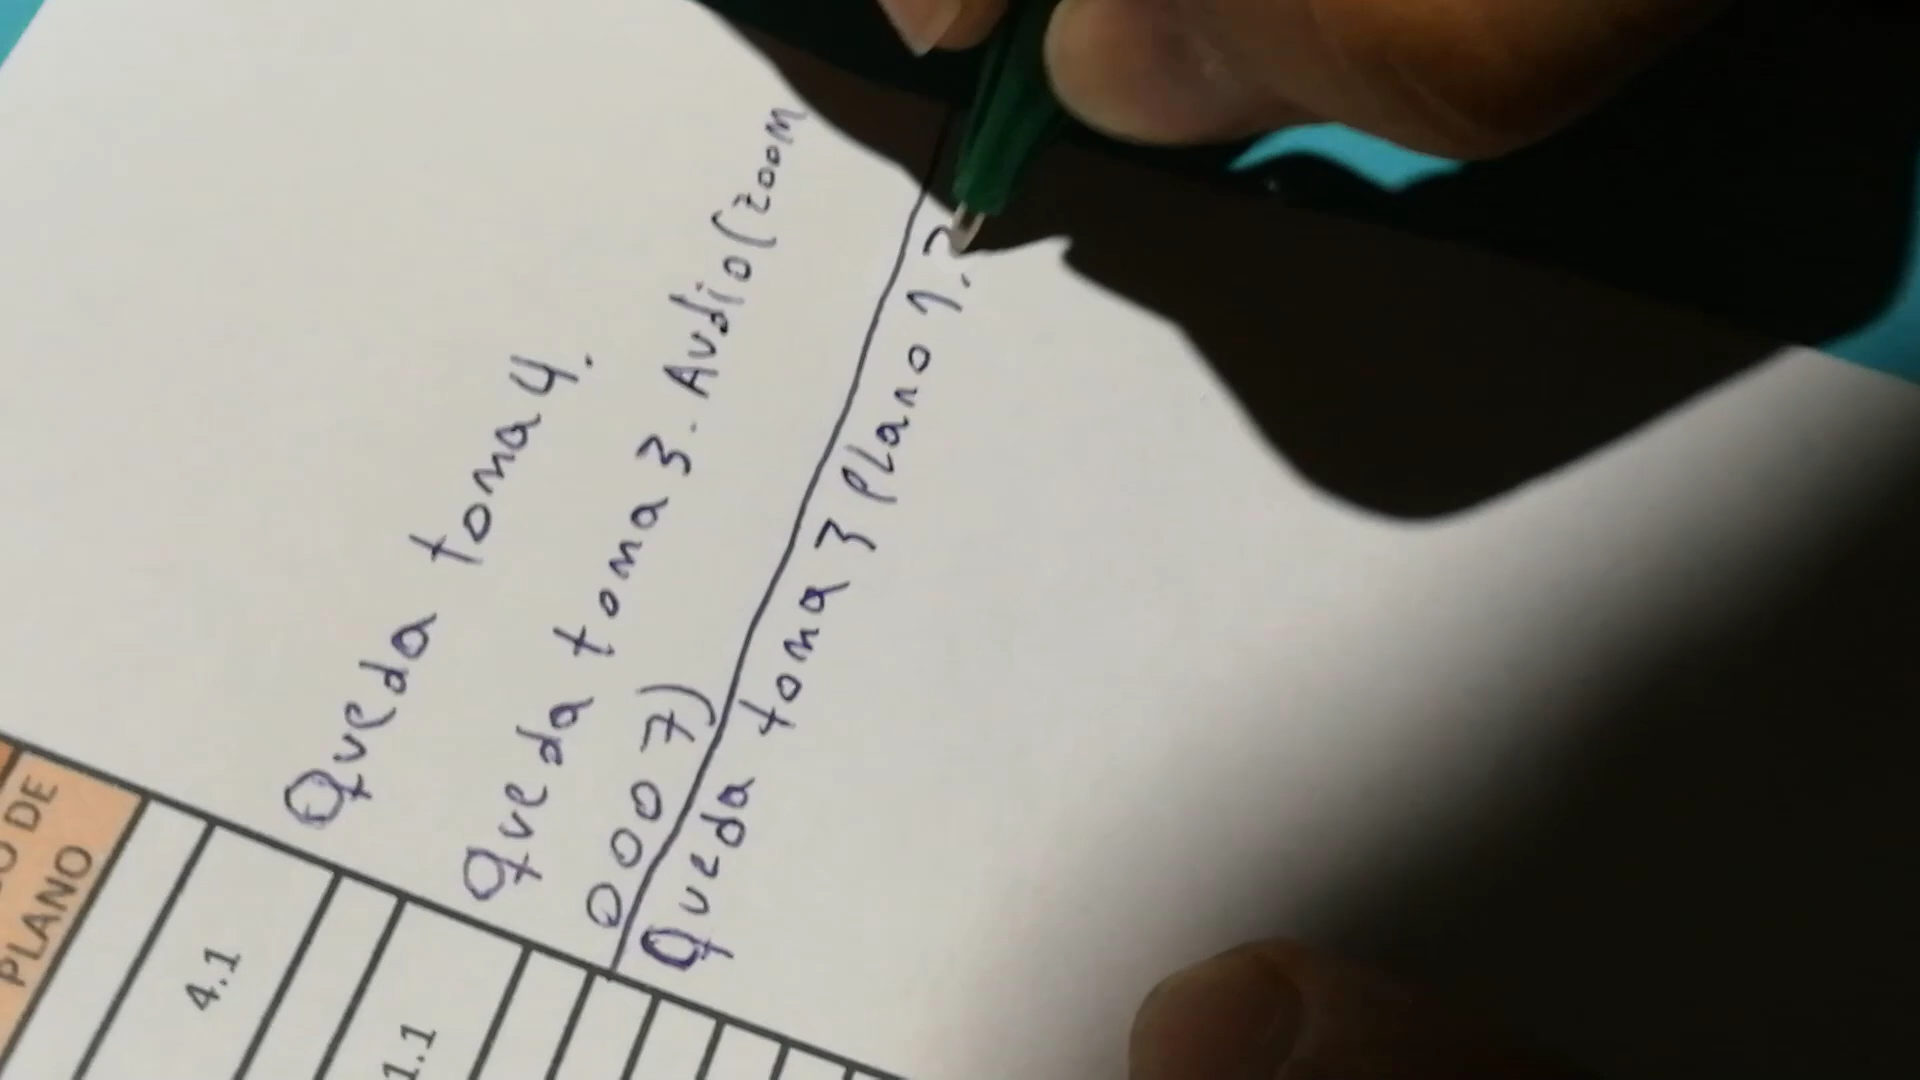 DE
PLANO
4.1
1.1
Queda toma 4.
Queda toma 3. Audio (zoom
0007)
Queda toma 3 Plano 1.